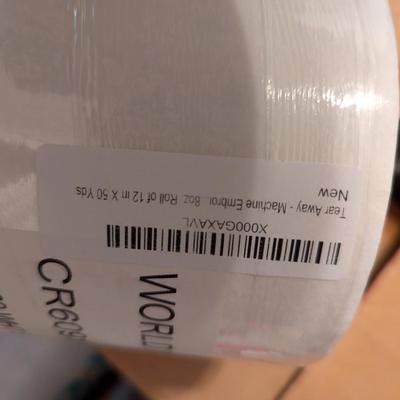 X000GAXAVL
Tear Away - Machine Embroi...8oz. Roll of 12 in X 50 Yds
New
WORLD
CR609